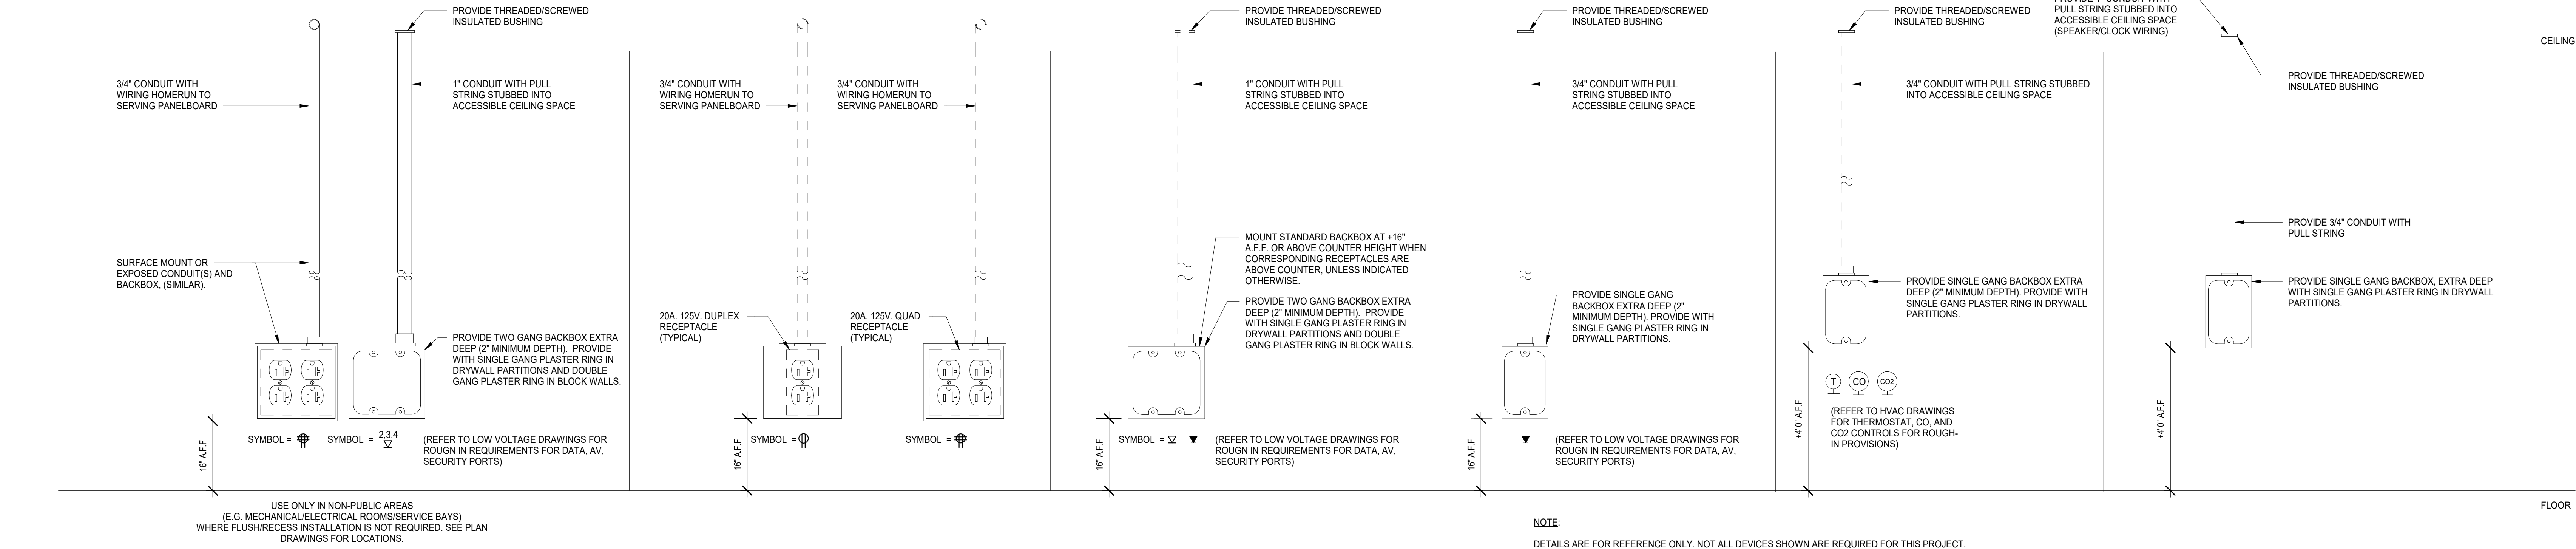 PROVIDE THREADED/SCREWED
INSULATED BUSHING
3/4" CONDUIT WITH
WIRING HOMERUN TO
SERVING PANELBOARD
1" CONDUIT WITH PULL
STRING STUBBED INTO
ACCESSIBLE CEILING SPACE
SURFACE MOUNT OR
EXPOSED CONDUIT(S) AND
BACKBOX, (SIMILAR).
PROVIDE TWO GANG BACKBOX EXTRA
DEEP (2" MINIMUM DEPTH). PROVIDE
WITH SINGLE GANG PLASTER RING IN
DRYWALL PARTITIONS AND DOUBLE
GANG PLASTER RING IN BLOCK WALLS.
16" A.F.F
SYMBOL =
SYMBOL =
2,3,4
(REFER TO LOW VOLTAGE DRAWINGS FOR
ROUGN IN REQUIREMENTS FOR DATA, AV,
SECURITY PORTS)
USE ONLY IN NON-PUBLIC AREAS
(E.G. MECHANICAL/ELECTRICAL ROOMS/SERVICE BAYS)
WHERE FLUSH/RECESS INSTALLATION IS NOT REQUIRED. SEE PLAN
DRAWINGS FOR LOCATIONS.
3/4" CONDUIT WITH
WIRING HOMERUN TO
SERVING PANELBOARD
3/4" CONDUIT WITH
WIRING HOMERUN TO
SERVING PANELBOARD
20A. 125V. DUPLEX
RECEPTACLE
(TYPICAL)
20A. 125V. QUAD
RECEPTACLE
(TYPICAL)
16" A.F.F
SYMBOL =
SYMBOL =
PROVIDE THREADED/SCREWED
INSULATED BUSHING
1" CONDUIT WITH PULL
STRING STUBBED INTO
ACCESSIBLE CEILING SPACE
MOUNT STANDARD BACKBOX AT +16"
A.F.F. OR ABOVE COUNTER HEIGHT WHEN
CORRESPONDING RECEPTACLES ARE
ABOVE COUNTER, UNLESS INDICATED
OTHERWISE.
PROVIDE TWO GANG BACKBOX EXTRA
DEEP (2" MINIMUM DEPTH). PROVIDE
WITH SINGLE GANG PLASTER RING IN
DRYWALL PARTITIONS AND DOUBLE
GANG PLASTER RING IN BLOCK WALLS.
16" A.F.F
SYMBOL =
(REFER TO LOW VOLTAGE DRAWINGS FOR
ROUGN IN REQUIREMENTS FOR DATA, AV,
SECURITY PORTS)
PROVIDE THREADED/SCREWED
INSULATED BUSHING
3/4" CONDUIT WITH PULL
STRING STUBBED INTO
ACCESSIBLE CEILING SPACE
PROVIDE SINGLE GANG
BACKBOX EXTRA DEEP (2"
MINIMUM DEPTH). PROVIDE WITH
SINGLE GANG PLASTER RING IN
DRYWALL PARTITIONS.
16" A.F.F
(REFER TO LOW VOLTAGE DRAWINGS FOR
ROUGN IN REQUIREMENTS FOR DATA, AV,
SECURITY PORTS)
PROVIDE THREADED/SCREWED
INSULATED BUSHING
3/4" CONDUIT WITH PULL STRING STUBBED
INTO ACCESSIBLE CEILING SPACE
PROVIDE SINGLE GANG BACKBOX EXTRA
DEEP (2" MINIMUM DEPTH). PROVIDE WITH
SINGLE GANG PLASTER RING IN DRYWALL
PARTITIONS.
+4' 0" A.F.F
T CO CO2
(REFER TO HVAC DRAWINGS
FOR THERMOSTAT, CO, AND
CO2 CONTROLS FOR ROUGH-
IN PROVISIONS)
PULL STRING STUBBED INTO
ACCESSIBLE CEILING SPACE
(SPEAKER/CLOCK WIRING)
PROVIDE THREADED/SCREWED
INSULATED BUSHING
PROVIDE 3/4" CONDUIT WITH
PULL STRING
PROVIDE SINGLE GANG BACKBOX, EXTRA DEEP
WITH SINGLE GANG PLASTER RING IN DRYWALL
PARTITIONS.
+4' 0" A.F.F
CEILING
FLOOR
NOTE:
DETAILS ARE FOR REFERENCE ONLY. NOT ALL DEVICES SHOWN ARE REQUIRED FOR THIS PROJECT.